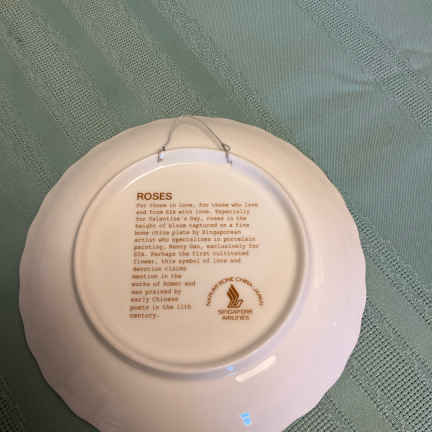 ROSES
For those in love, for those who love
and from SIA with love. Especially
for Valentine's Day, roses in the
height of bloom captured on a fine
bone china plate by Singaporean
artist who specialises in porcelain
painting, Nancy Gan, exclusively for
SIA. Perhaps the first cultivated
flower, this symbol of love and
devotion claims
mention in the
works of Homer and
was praised by
early Chinese
poets in the 11th
century.
NARUMI BONE CHINA, JAPAN
SINGAPORE
AIRLINES